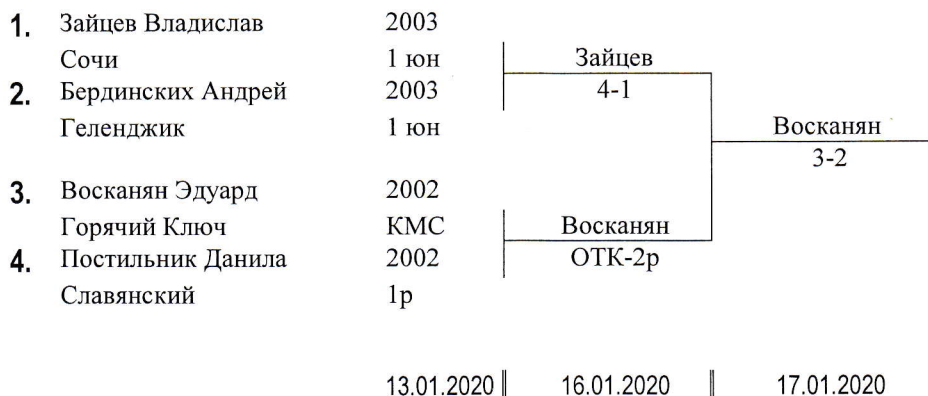 1. Зайцев Владислав 2003
Сочи 1 юн Зайцев
2. Бердинских Андрей 2003 4-1
Геленджик 1 юн Восканян
3-2
3. Восканян Эдуард 2002
Горячий Ключ КМС Восканян
4. Постильник Данила 2002 ОТК-2р
Славянский 1р
13.01.2020 16.01.2020 17.01.2020